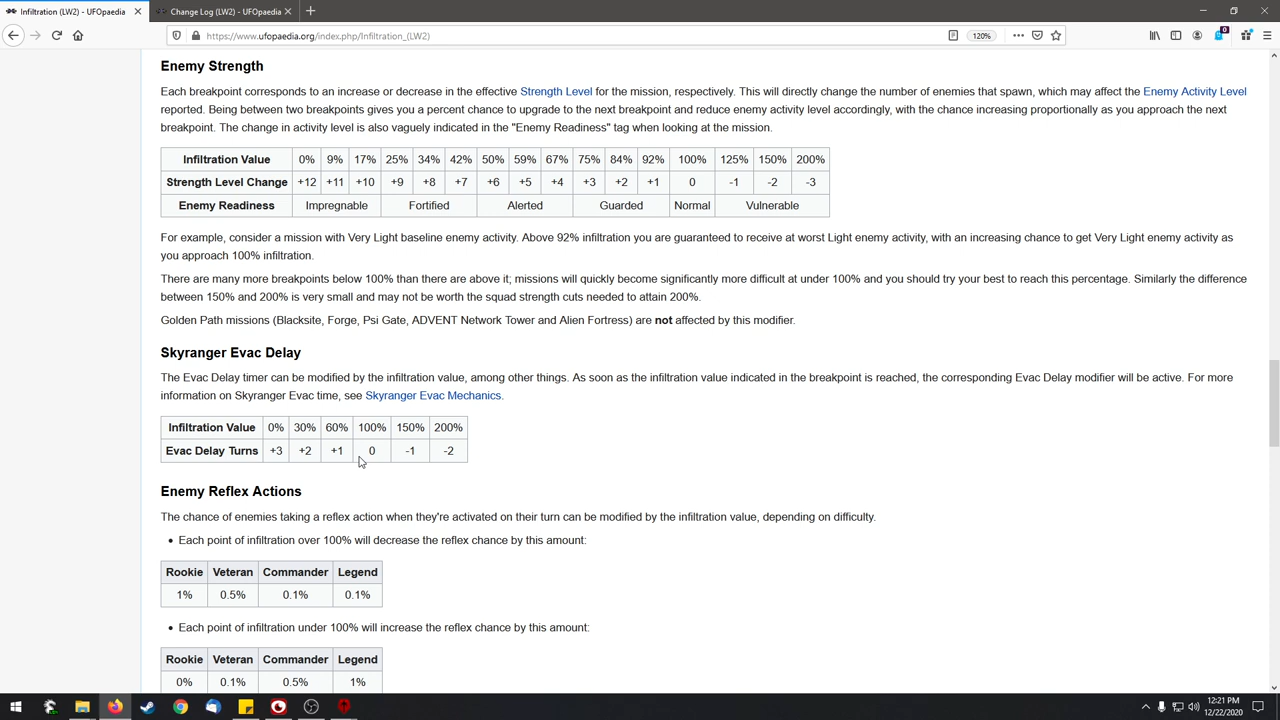 Infiltration (LW2) - UFOpaedia
Change Log (LW2) - UFOpaedia
https://www.ufopaedia.org/index.php/Infiltration_(LW2)
120%
0
Enemy Strength
Each breakpoint corresponds to an increase or decrease in the effective Strength Level for the mission, respectively. This will directly change the number of enemies that spawn, which may affect the Enemy Activity Level
reported. Being between two breakpoints gives you a percent chance to upgrade to the next breakpoint and reduce enemy activity level accordingly, with the chance increasing proportionally as you approach the next
breakpoint. The change in activity level is also vaguely indicated in the "Enemy Readiness" tag when looking at the mission.
Infiltration Value 0% 9% 17% 25% 34% 42% 50% 59% 67% 75% 84% 92% 100% 125% 150% 200%
Strength Level Change +12 +11 +10 +9 +8 +7 +6 +5 +4 +3 +2 +1 0 -1 -2 -3
Enemy Readiness Impregnable Fortified Alerted Guarded Normal Vulnerable
For example, consider a mission with Very Light baseline enemy activity. Above 92% infiltration you are guaranteed to receive at worst Light enemy activity, with an increasing chance to get Very Light enemy activity as
you approach 100% infiltration.
There are many more breakpoints below 100% than there are above it; missions will quickly become significantly more difficult at under 100% and you should try your best to reach this percentage. Similarly the difference
between 150% and 200% is very small and may not be worth the squad strength cuts needed to attain 200%.
Golden Path missions (Blacksite, Forge, Psi Gate, ADVENT Network Tower and Alien Fortress) are not affected by this modifier.
Skyranger Evac Delay
The Evac Delay timer can be modified by the infiltration value, among other things. As soon as the infiltration value indicated in the breakpoint is reached, the corresponding Evac Delay modifier will be active. For more
information on Skyranger Evac time, see Skyranger Evac Mechanics.
Infiltration Value 0% 30% 60% 100% 150% 200%
Evac Delay Turns +3 +2 +1 0 -1 -2
Enemy Reflex Actions
The chance of enemies taking a reflex action when they're activated on their turn can be modified by the infiltration value, depending on difficulty.
• Each point of infiltration over 100% will decrease the reflex chance by this amount:
Rookie Veteran Commander Legend
1% 0.5% 0.1% 0.1%
• Each point of infiltration under 100% will increase the reflex chance by this amount:
Rookie Veteran Commander Legend
0% 0.1% 0.5% 1%
12:21 PM
12/22/2020